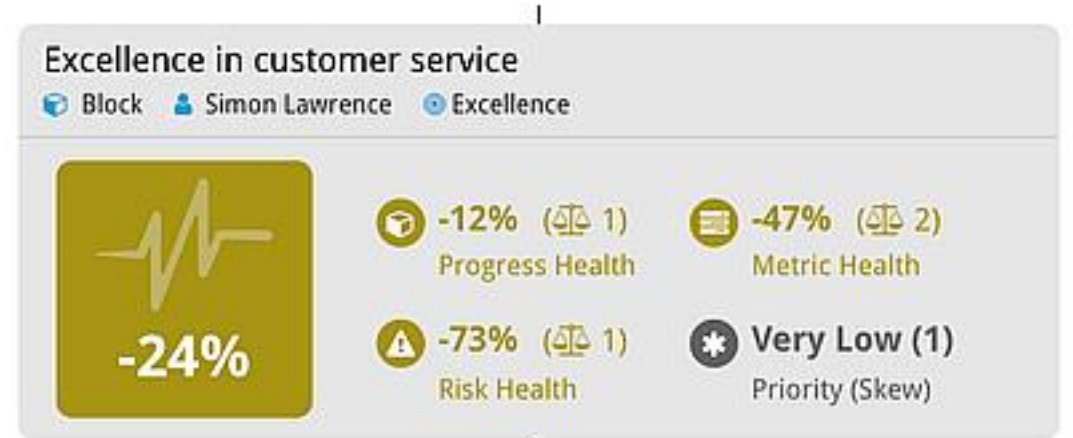 Excellence in customer service
Block Simon Lawrence Excellence
-24%
-12% (1)
Progress Health
-47% (2)
Metric Health
-73% (1)
Risk Health
Very Low (1)
Priority (Skew)